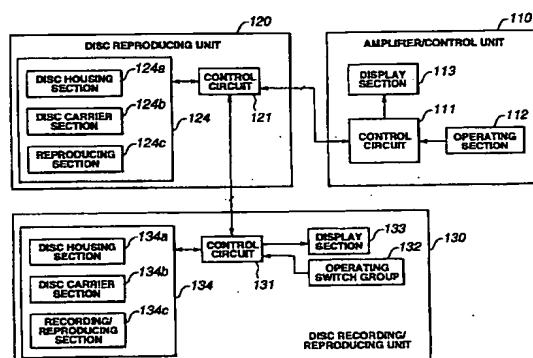 120
DISC REPRODUCING UNIT
124a
DISC HOUSING
SECTION
124b
DISC CARRIER
SECTION
124c
REPRODUCING
SECTION
124
CONTROL
CIRCUIT
121
110
AMPLIFIER/CONTROL UNIT
DISPLAY
SECTION
113
111
CONTROL
CIRCUIT
112
OPERATING
SECTION
134a
DISC HOUSING
SECTION
134b
DISC CARRIER
SECTION
134c
RECORDING/
REPRODUCING
SECTION
134
CONTROL
CIRCUIT
131
DISPLAY
SECTION
133
132
OPERATING
SWITCH GROUP
130
DISC RECORDING/
REPRODUCING UNIT